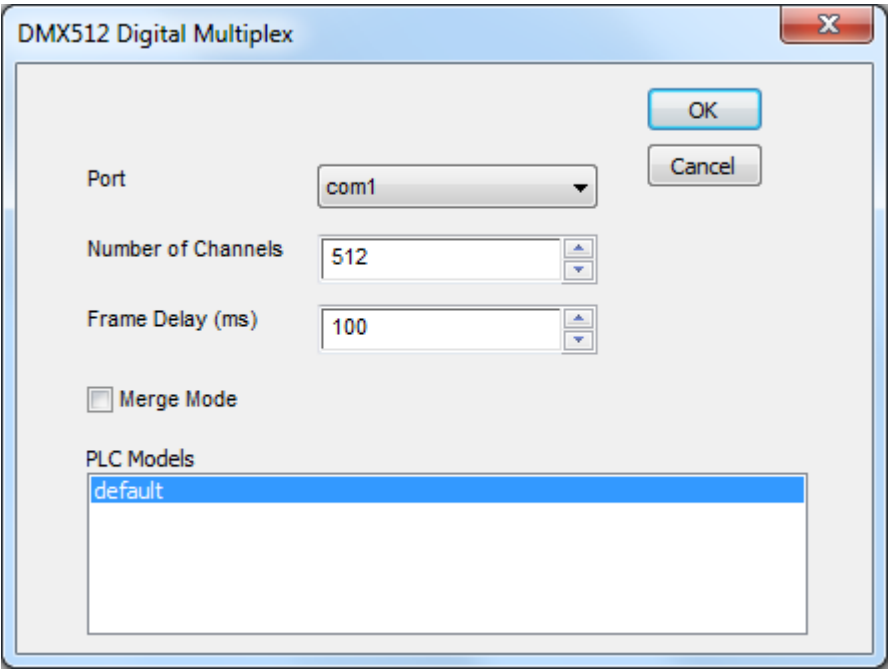 DMX512 Digital Multiplex
OK
Cancel
Port
com1
Number of Channels
512
Frame Delay (ms)
100
Merge Mode
PLC Models
default